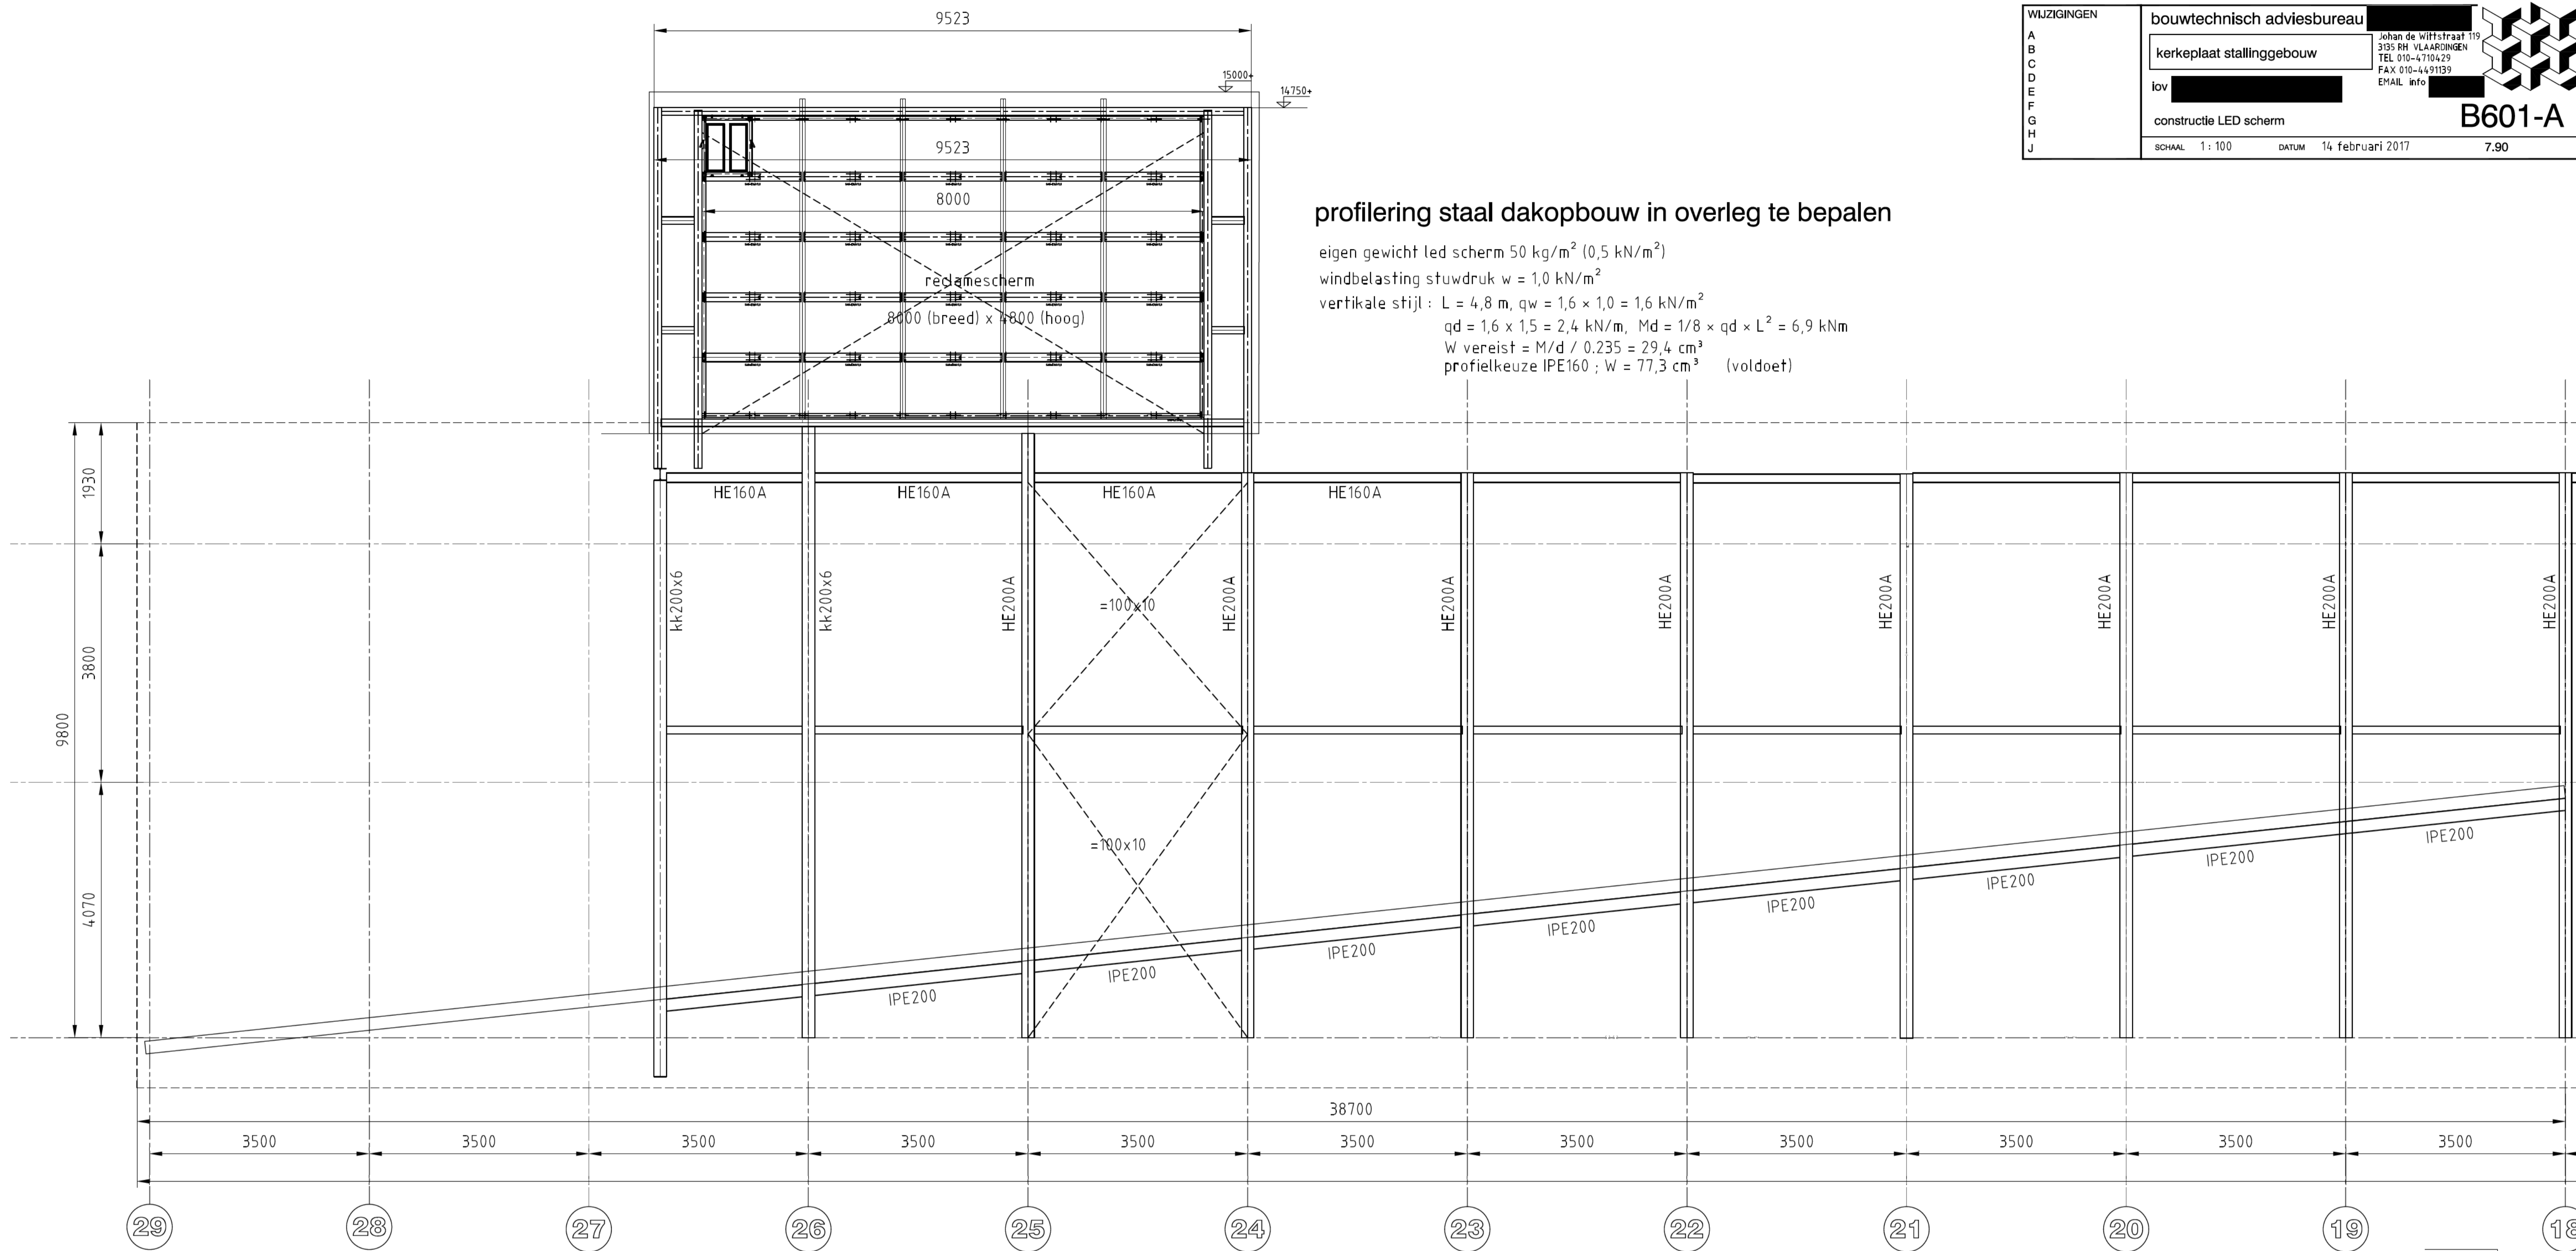 WIJZIGINGEN
A
B
C
D
E
F
G
H
J
bouwtechnisch adviesbureau
Johan de Wittstraat 119
3135 RH VLAARDINGEN
TEL 010-4710429
FAX 010-4491139
EMAIL info
kerkeplaat stallinggebouw
iov
B601-A
constructie LED scherm
SCHAAL 1 : 100 DATUM 14 februari 2017 7.90
9523
15000+
14750+
9523
8000
reclamescherm
8000 (breed) x 4800 (hoog)
profilering staal dakopbouw in overleg te bepalen
eigen gewicht led scherm 50 kg/m² (0,5 kN/m²)
windbelasting stuwdruk w = 1,0 kN/m²
vertikale stijl : L = 4,8 m, qw = 1,6 × 1,0 = 1,6 kN/m²
qd = 1,6 x 1,5 = 2,4 kN/m, Md = 1/8 × qd × L² = 6,9 kNm
W vereist = M/d / 0.235 = 29,4 cm³
profielkeuze IPE160 ; W = 77,3 cm³ (voldoet)
1930
3800
4070
9800
HE160A HE160A HE160A HE160A
kk200x6 kk200x6 HE200A HE200A HE200A HE200A HE200A HE200A HE200A HE200A
=100x10
=100x10
IPE200 IPE200 IPE200 IPE200 IPE200 IPE200 IPE200 IPE200
38700
3500 3500 3500 3500 3500 3500 3500 3500 3500 3500 3500
29 28 27 26 25 24 23 22 21 20 19 18